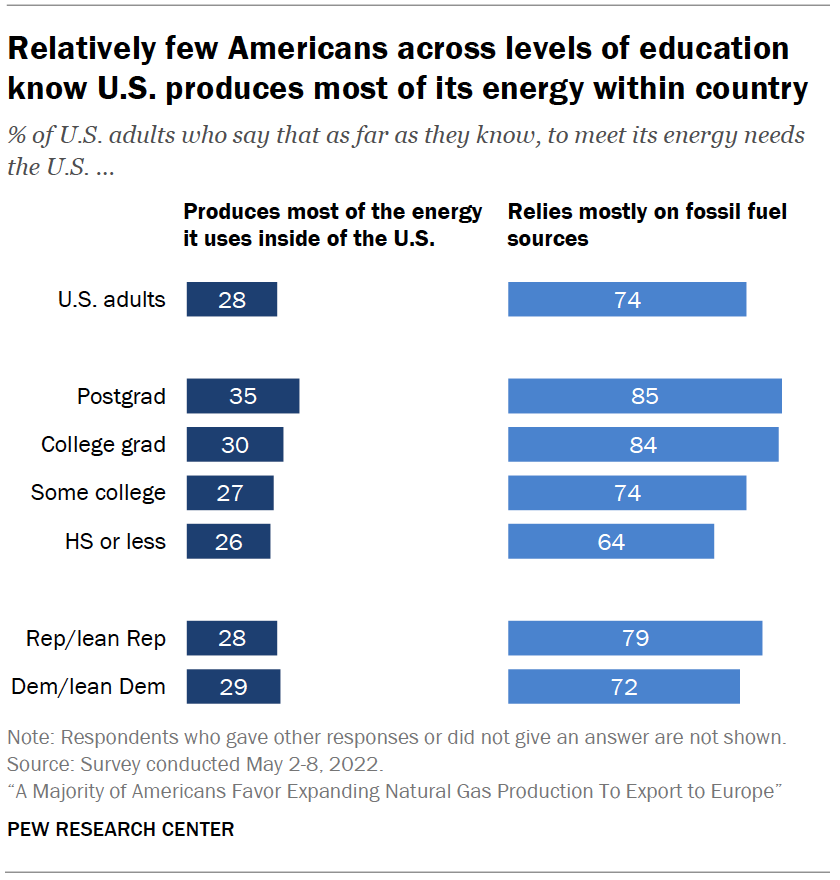 Relatively few Americans across levels of education
know U.S. produces most of its energy within country
% of U.S. adults who say that as far as they know, to meet its energy needs
the U.S. ...
Produces most of the energy
it uses inside of the U.S.
Relies mostly on fossil fuel
sources
U.S. adults 28 74
Postgrad 35 85
College grad 30 84
Some college 27 74
HS or less 26 64
Rep/lean Rep 28 79
Dem/lean Dem 29 72
Note: Respondents who gave other responses or did not give an answer are not shown.
Source: Survey conducted May 2-8, 2022.
“A Majority of Americans Favor Expanding Natural Gas Production To Export to Europe”
PEW RESEARCH CENTER